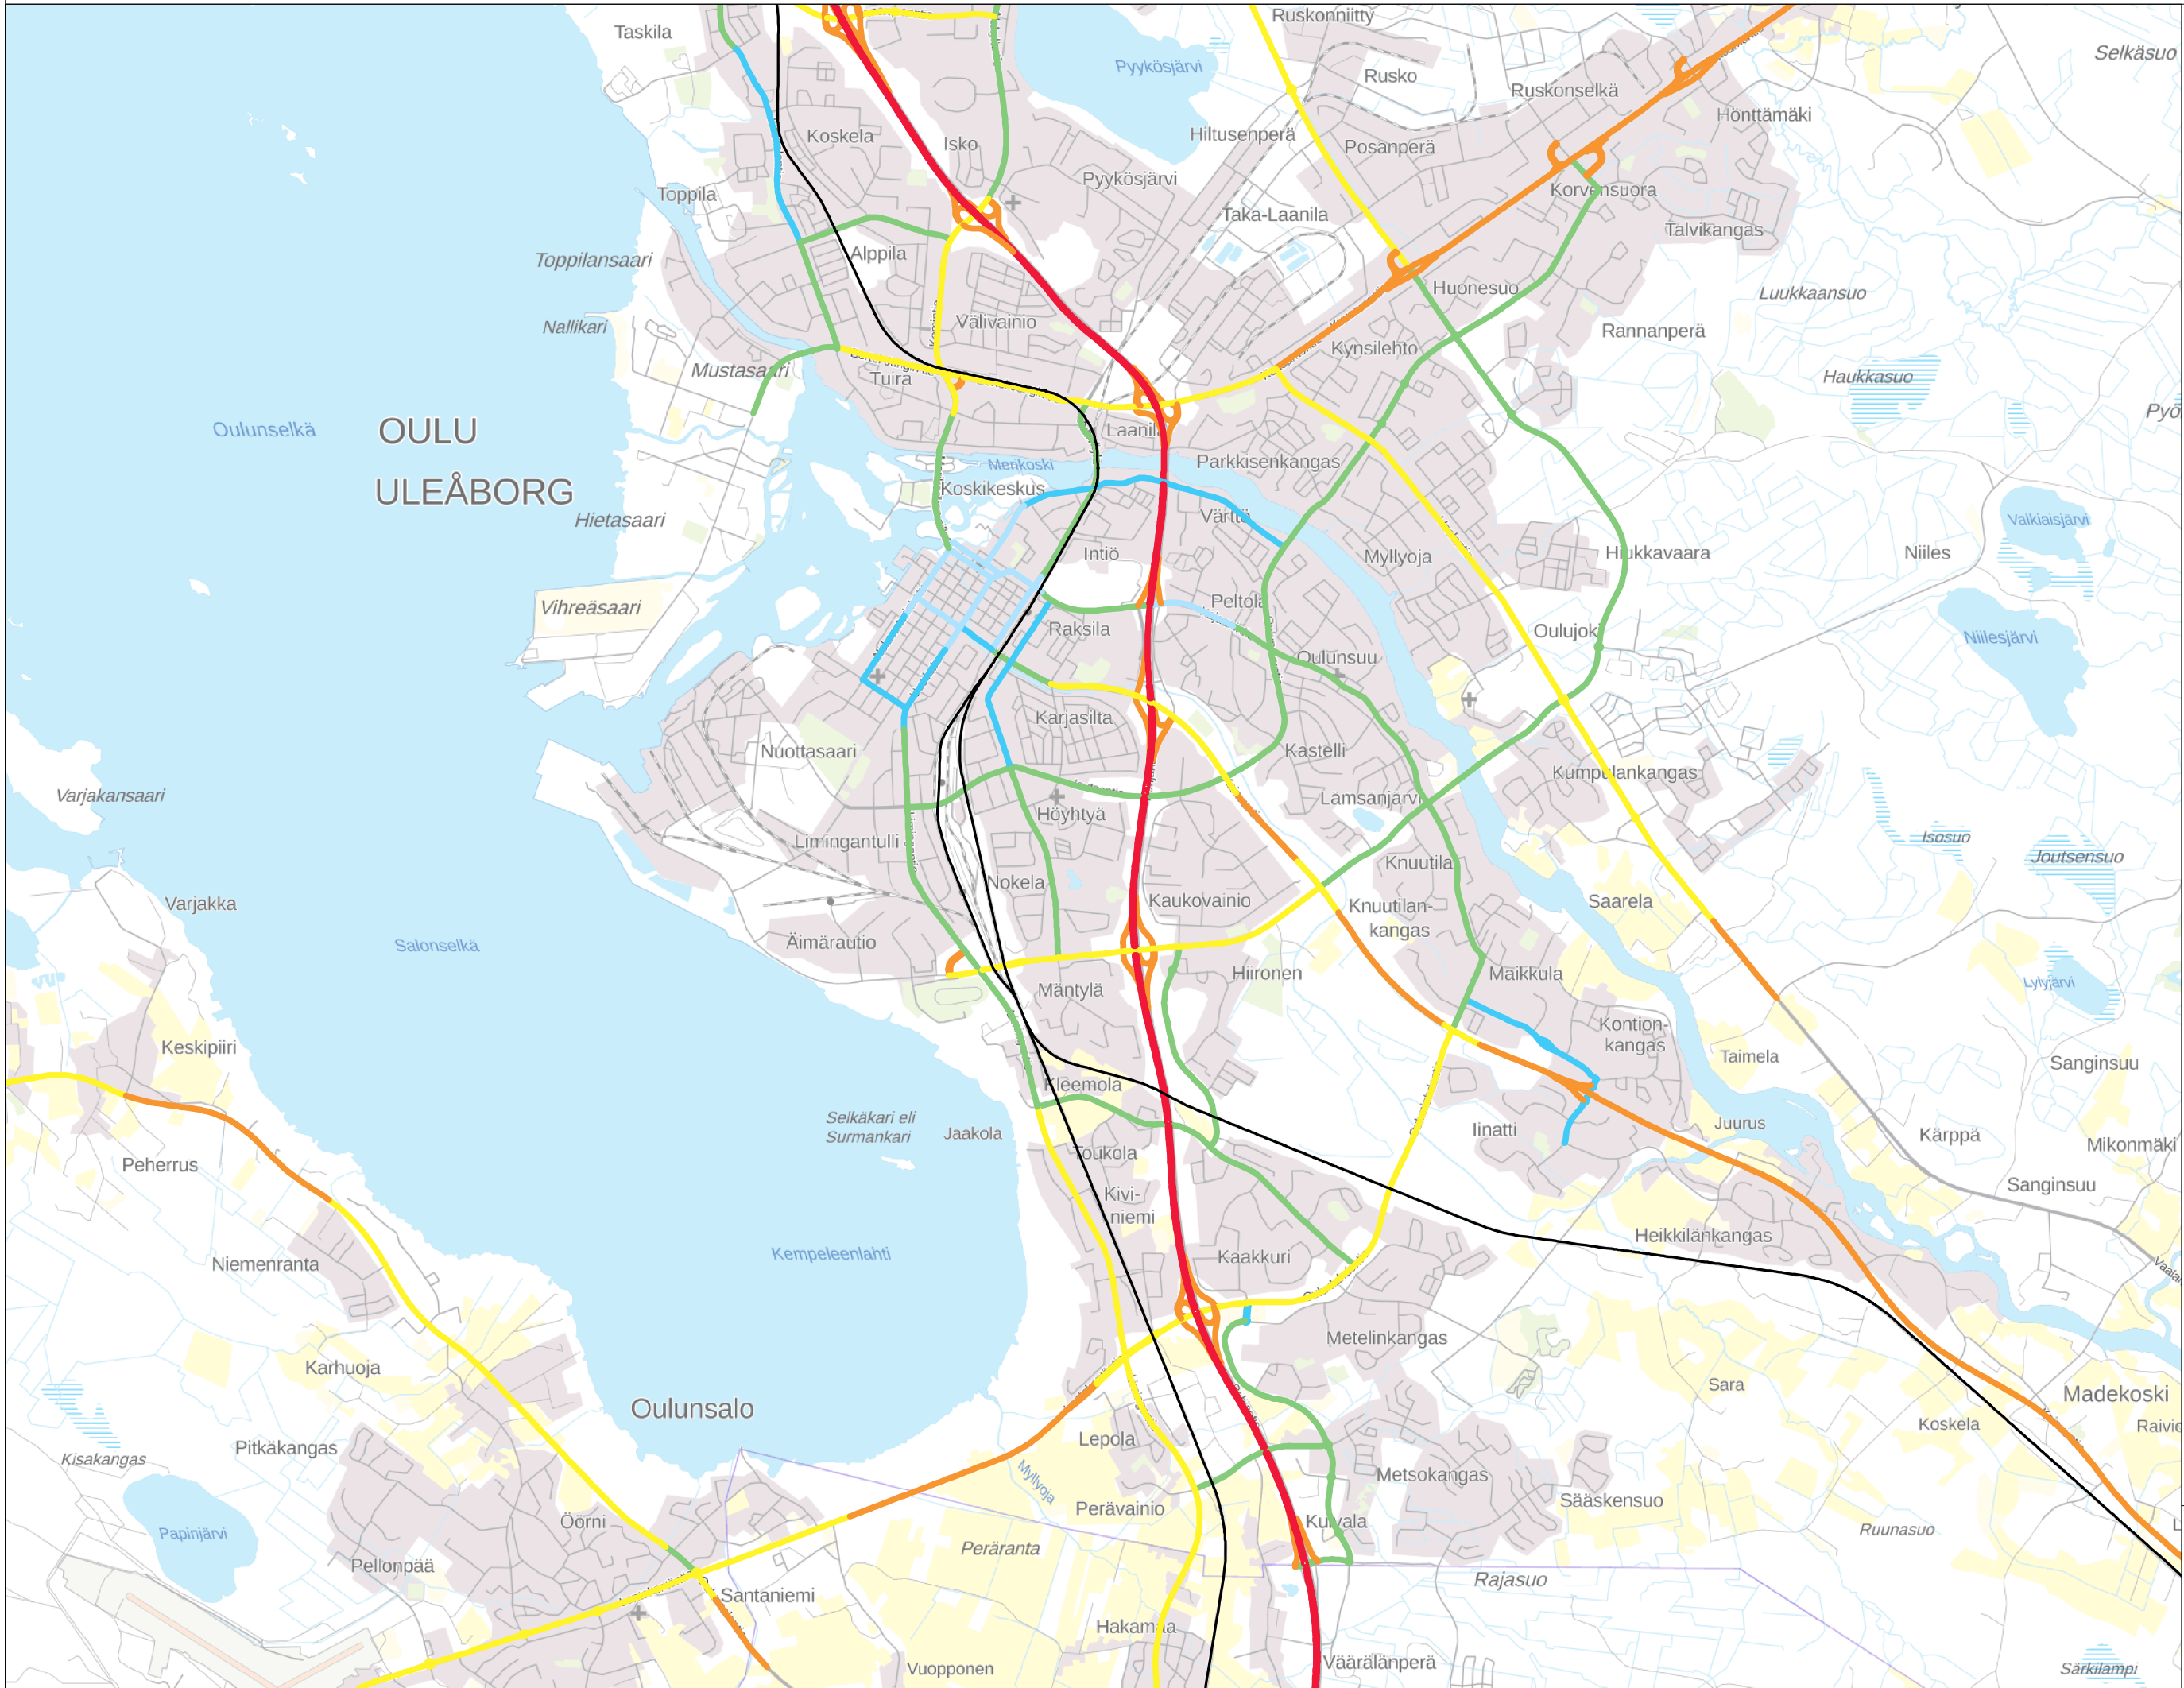 Ruskonniitty
Taskila
Selkäsuo
Pyykösjärvi
Rusko
Ruskonselkä
Hönttämäki
Koskela
Isko
Hiltusenperä
Posanperä
Pyykösjärvi
Korvensuora
Toppila
Taka-Laanila
Talvikangas
Alppila
Toppilansaari
Huonesuo
Luukkaansuo
Nallikari
Välivainio
Rannanperä
Kynsilehto
Mustasaari
Tuira
Haukkasuo
Pyö
Oulunselkä
OULU
Laanila
Parkkisenkangas
Merikoski
ULEÅBORG
Koskikeskus
Hietasaari
Värttö
Valkiaisjärvi
Intiö
Myllyoja
Hiukkavaara
Niiles
Vihreäsaari
Peltola
Raksila
Oulujoki
Niilesjärvi
Oulunsuu
Karjasilta
Nuottasaari
Kastelli
Kumpulankangas
Varjakansaari
Lämsänjärvi
Höyhtyä
Limingantulli
Isosuo
Joutsensuo
Knuutila
Nokela
Varjakka
Kaukovainio
Saarela
Knuutilan-
kangas
Äimärautio
Salonselkä
Hiironen
Maikkula
Mäntylä
Lylyjärvi
Kontion-
kangas
Keskipiiri
Taimela
Sanginsuu
Kleemola
Selkäkari eli
Surmankari
Jaakola
Iinatti
Juurus
Kärppä
Mikonmäki
Toukola
Peherrus
Sanginsuu
Kivi-
niemi
Heikkilänkangas
Kaakkuri
Kempeleenlahti
Niemenranta
Metelinkangas
Karhuoja
Sara
Madekoski
Oulunsalo
Koskela
Raivio
Lepola
Pitkäkangas
Kisakangas
Metsokangas
Myllyoja
Sääskensuo
Perävainio
Öörni
Kuivala
Papinjärvi
Ruunasuo
Peräranta
Pellonpää
Rajasuo
Santaniemi
Hakamaa
Väärälänperä
Vuopponen
Särkilampi